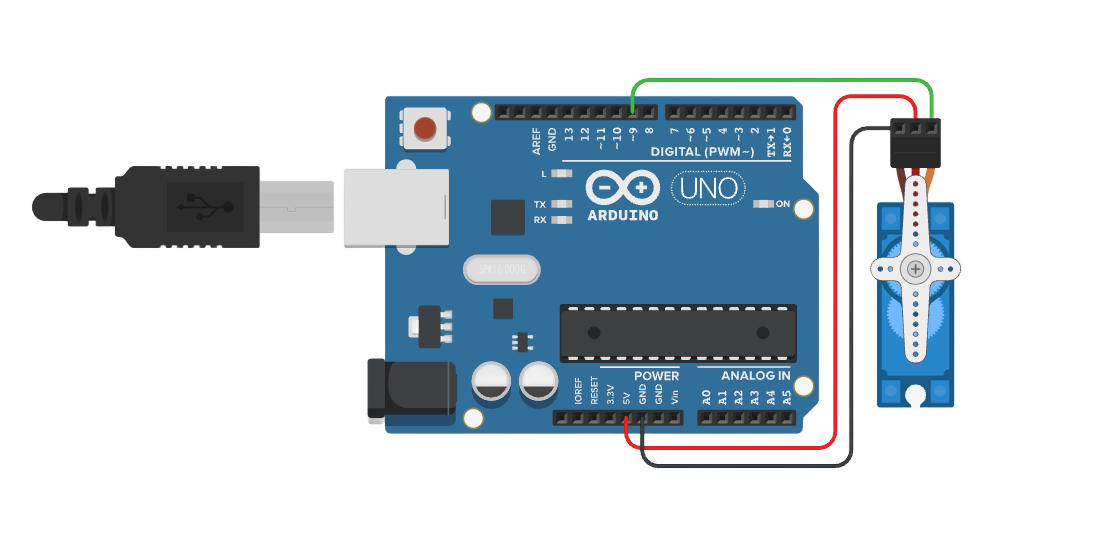 AREF
GND
13
12
~11
~10
~9
8
7
~6
~5
4
~3
2
TX→1
RX←0
DIGITAL (PWM~)
L
TX
RX
ARDUINO
UNO
ON
POWER
ANALOG IN
IOREF
RESET
3.3V
5V
GND
GND
Vin
A0
A1
A2
A3
A4
A5